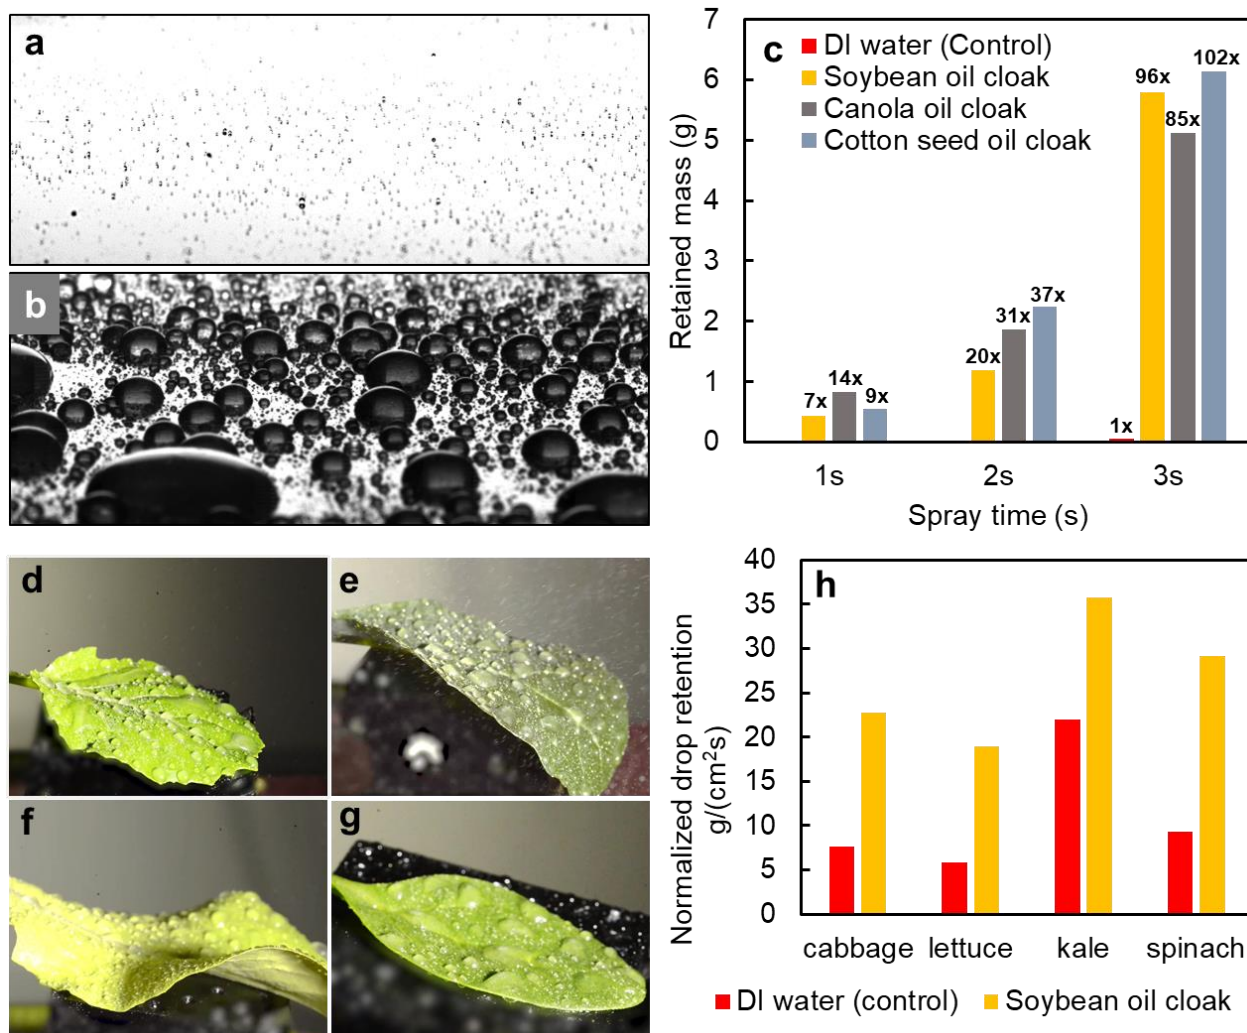 a
b
c
DI water (Control)
Soybean oil cloak
Canola oil cloak
Cotton seed oil cloak
Retained mass (g)
7
6
5
4
3
2
1
0
7x
14x
9x
20x
31x
37x
1x
96x
85x
102x
1s
2s
3s
Spray time (s)
d
e
f
g
h
Normalized drop retention
g/(cm²s)
40
35
30
25
20
15
10
5
0
cabbage lettuce kale spinach
DI water (control) Soybean oil cloak